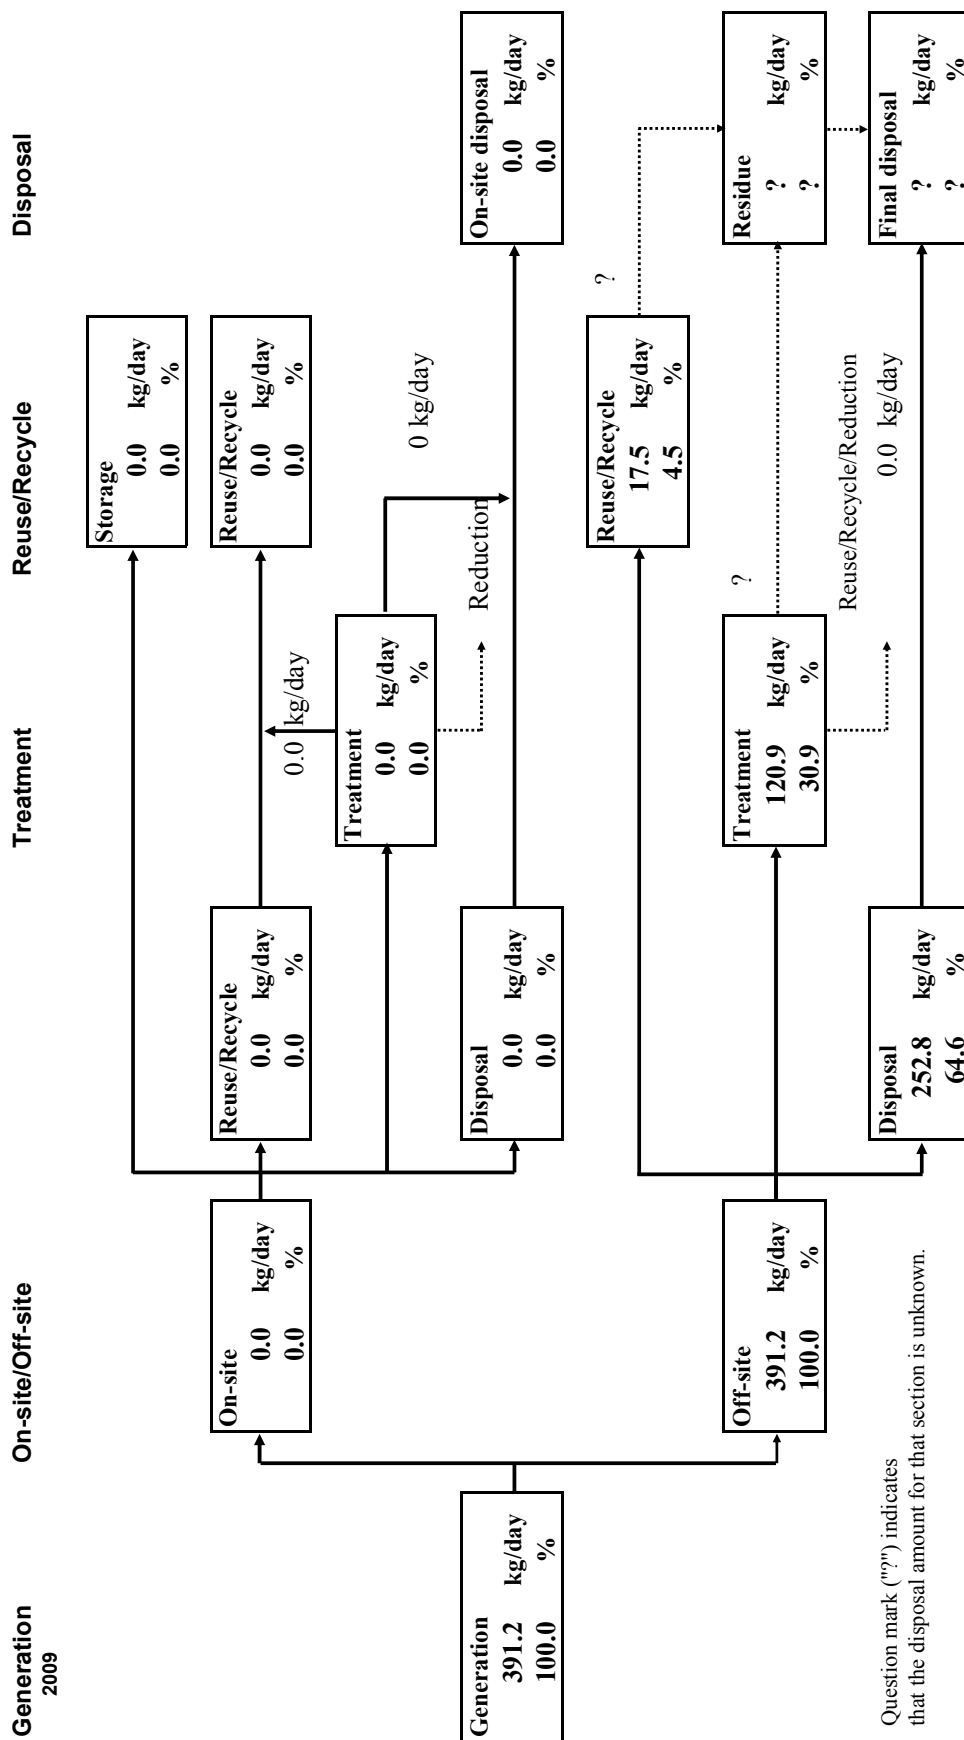 Generation
2009
On-site/Off-site
Treatment
Reuse/Recycle
Disposal
Generation
391.2 kg/day
100.0 %
On-site
0.0 kg/day
0.0 %
Off-site
391.2 kg/day
100.0 %
Storage
0.0 kg/day
0.0 %
Reuse/Recycle
0.0 kg/day
0.0 %
Reuse/Recycle
0.0 kg/day
0.0 %
0.0 kg/day
Treatment
0.0 kg/day
0.0 %
Reduction
0 kg/day
Disposal
0.0 kg/day
0.0 %
On-site disposal
0.0 kg/day
0.0 %
Reuse/Recycle
17.5 kg/day
4.5 %
?
Treatment
120.9 kg/day
30.9 %
?
Residue
? kg/day
? %
Reuse/Recycle/Reduction
0.0 kg/day
Disposal
252.8 kg/day
64.6 %
Final disposal
? kg/day
? %
Question mark ("?") indicates
that the disposal amount for that section is unknown.